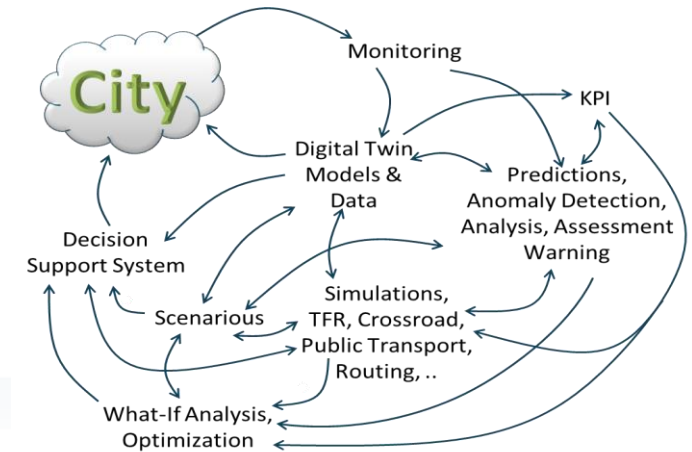 City
Monitoring
KPI
Digital Twin,
Models &
Data
Predictions,
Anomaly Detection,
Analysis, Assessment
Warning
Decision
Support System
Scenarious
Simulations,
TFR, Crossroad,
Public Transport,
Routing, ..
What-If Analysis,
Optimization